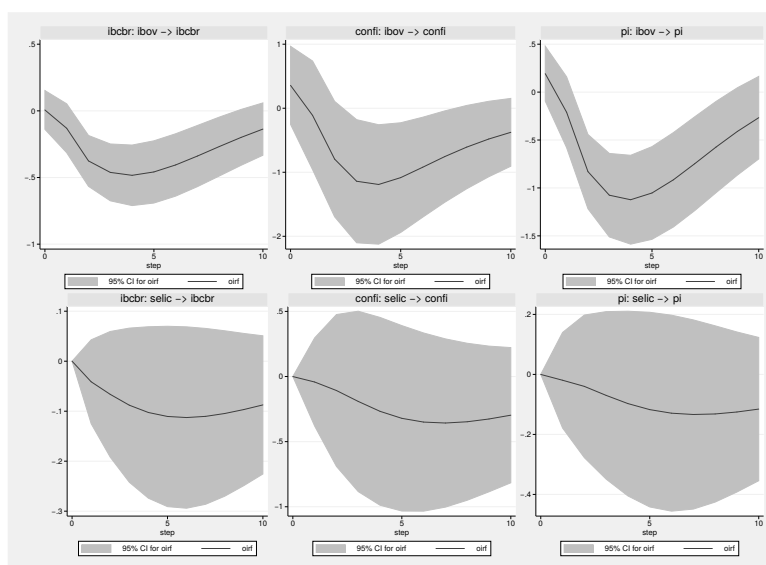 ibcbr: ibov -> ibcbr
confi: ibov -> confi
pi: ibov -> pi
.5
0
-.5
-1
0
5
10
step
1
0
-1
-2
0
5
10
step
.5
0
-.5
-1
-1.5
0
5
10
step
95% CI for oirf
oirf
95% CI for oirf
oirf
95% CI for oirf
oirf
ibcbr: selic -> ibcbr
confi: selic -> confi
pi: selic -> pi
.1
0
-.1
-.2
-.3
0
5
10
step
.5
0
-.5
-1
0
5
10
step
.2
0
-.2
-.4
0
5
10
step
95% CI for oirf
oirf
95% CI for oirf
oirf
95% CI for oirf
oirf